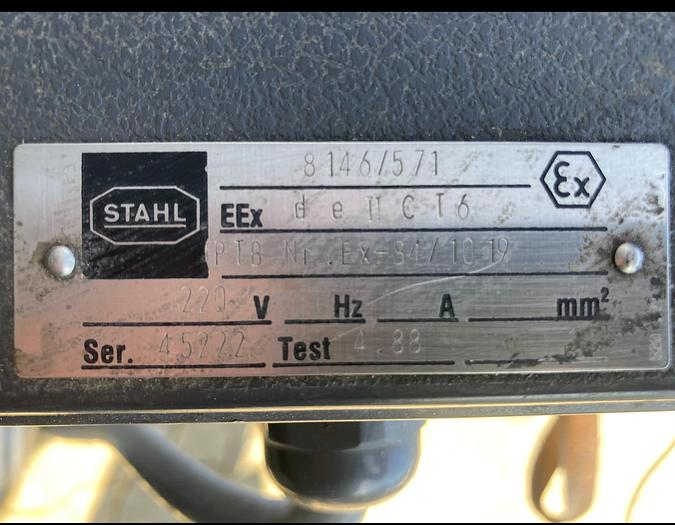 8146/571
Ex
STAHL
EEx d e II C T6
PTB Nr. Ex-84/1019
220 V Hz A mm²
Ser. 45222 Test 4.88